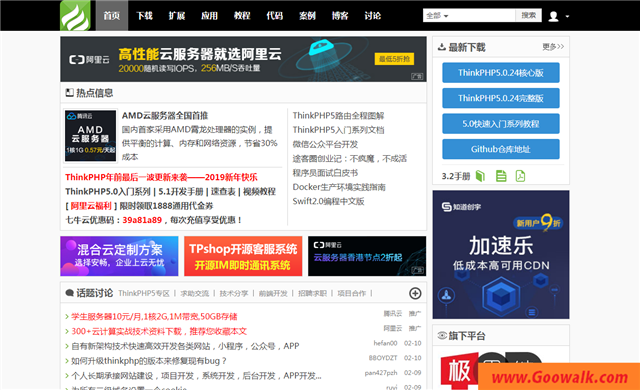 首页 下载 扩展 应用 教程 代码 案例 博客 讨论 全部 搜索
阿里云
高性能云服务器就选阿里云
20000随机读写IOPS，256MB/S吞吐量
最低5折抢
广告
热点信息
腾讯云
AMD
云服务器
1核1G 0.57元/天起
AMD云服务器全国首推
国内首家采用AMD霄龙处理器的实例，提
供平衡的计算、内存和网络资源，节省30%
成本
ThinkPHP年前最后一波更新来袭——2019新年快乐
ThinkPHP5.0入门系列 | 5.1开发手册 | 速查表 | 视频教程
[ 阿里云福利 ] 限时领取1888通用代金券
七牛云优惠码：39a81a89，每次充值享受优惠！
ThinkPHP5路由全程图解
ThinkPHP5入门系列文档
微信公众平台开发
途客圈创业记：不疯魔，不成活
程序员面试白皮书
Docker生产环境实践指南
Swift2.0编程中文版
混合云定制方案
选择安畅，企业上云无忧
TPshop开源客服系统
开源IM即时通讯系统
阿里云
云服务器香港节点2折起
广告
话题讨论 ThinkPHP5专区 | 求助交流 | 技术分享 | 前端开发 | 招聘求职 | 项目合作 |
学生服务器10元/月,1核2G,1M带宽,50GB存储 腾讯云 推广
300+云计算实战技术资料下载，推荐您收藏本文 阿里云 推广
自有新架构技术快速高效开发各类网站，小程序，公众号，APP hefan00 02-10
如何升级thinkphp的版本来修复现有bug？ BBOYDZT 02-10
个人长期承接网站建设，项目开发，系统开发，后台开发，APP开发... pan427pzh 02-09
ruvi 02-09
最新下载 更多>>
ThinkPHP5.0.24核心版
ThinkPHP5.0.24完整版
5.0快速入门系列教程
Github仓库地址
3.2手册
知道创宇
新用户9折
加速乐
低成本高可用CDN
旗下平台
极
www.Goowalk.com